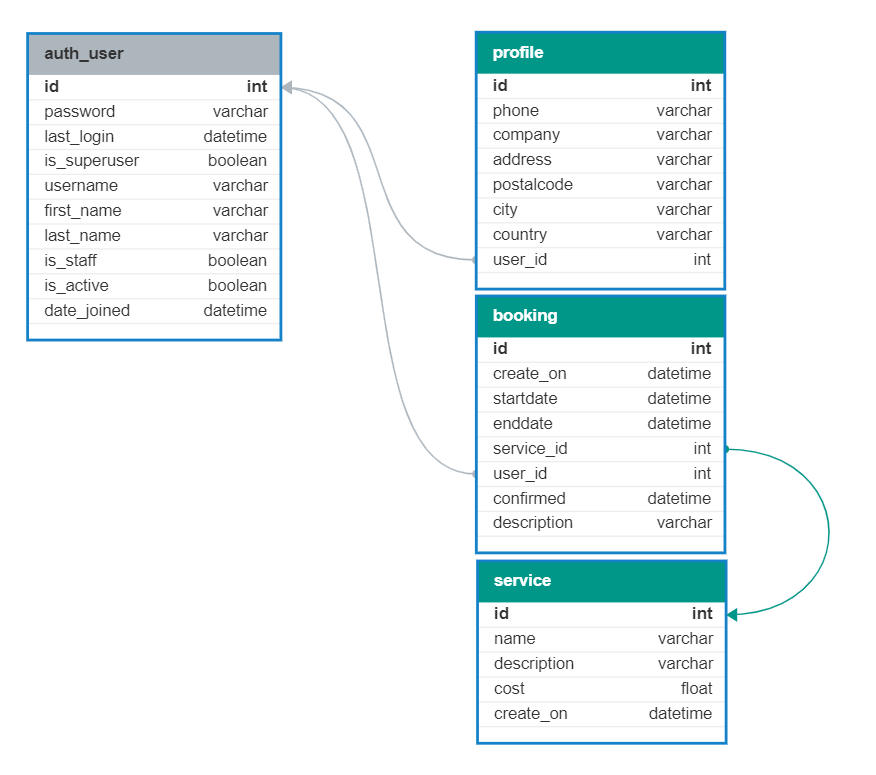 auth_user
id int
password varchar
last_login datetime
is_superuser boolean
username varchar
first_name varchar
last_name varchar
is_staff boolean
is_active boolean
date_joined datetime
profile
id int
phone varchar
company varchar
address varchar
postalcode varchar
city varchar
country varchar
user_id int
booking
id int
create_on datetime
startdate datetime
enddate datetime
service_id int
user_id int
confirmed datetime
description varchar
service
id int
name varchar
description varchar
cost float
create_on datetime